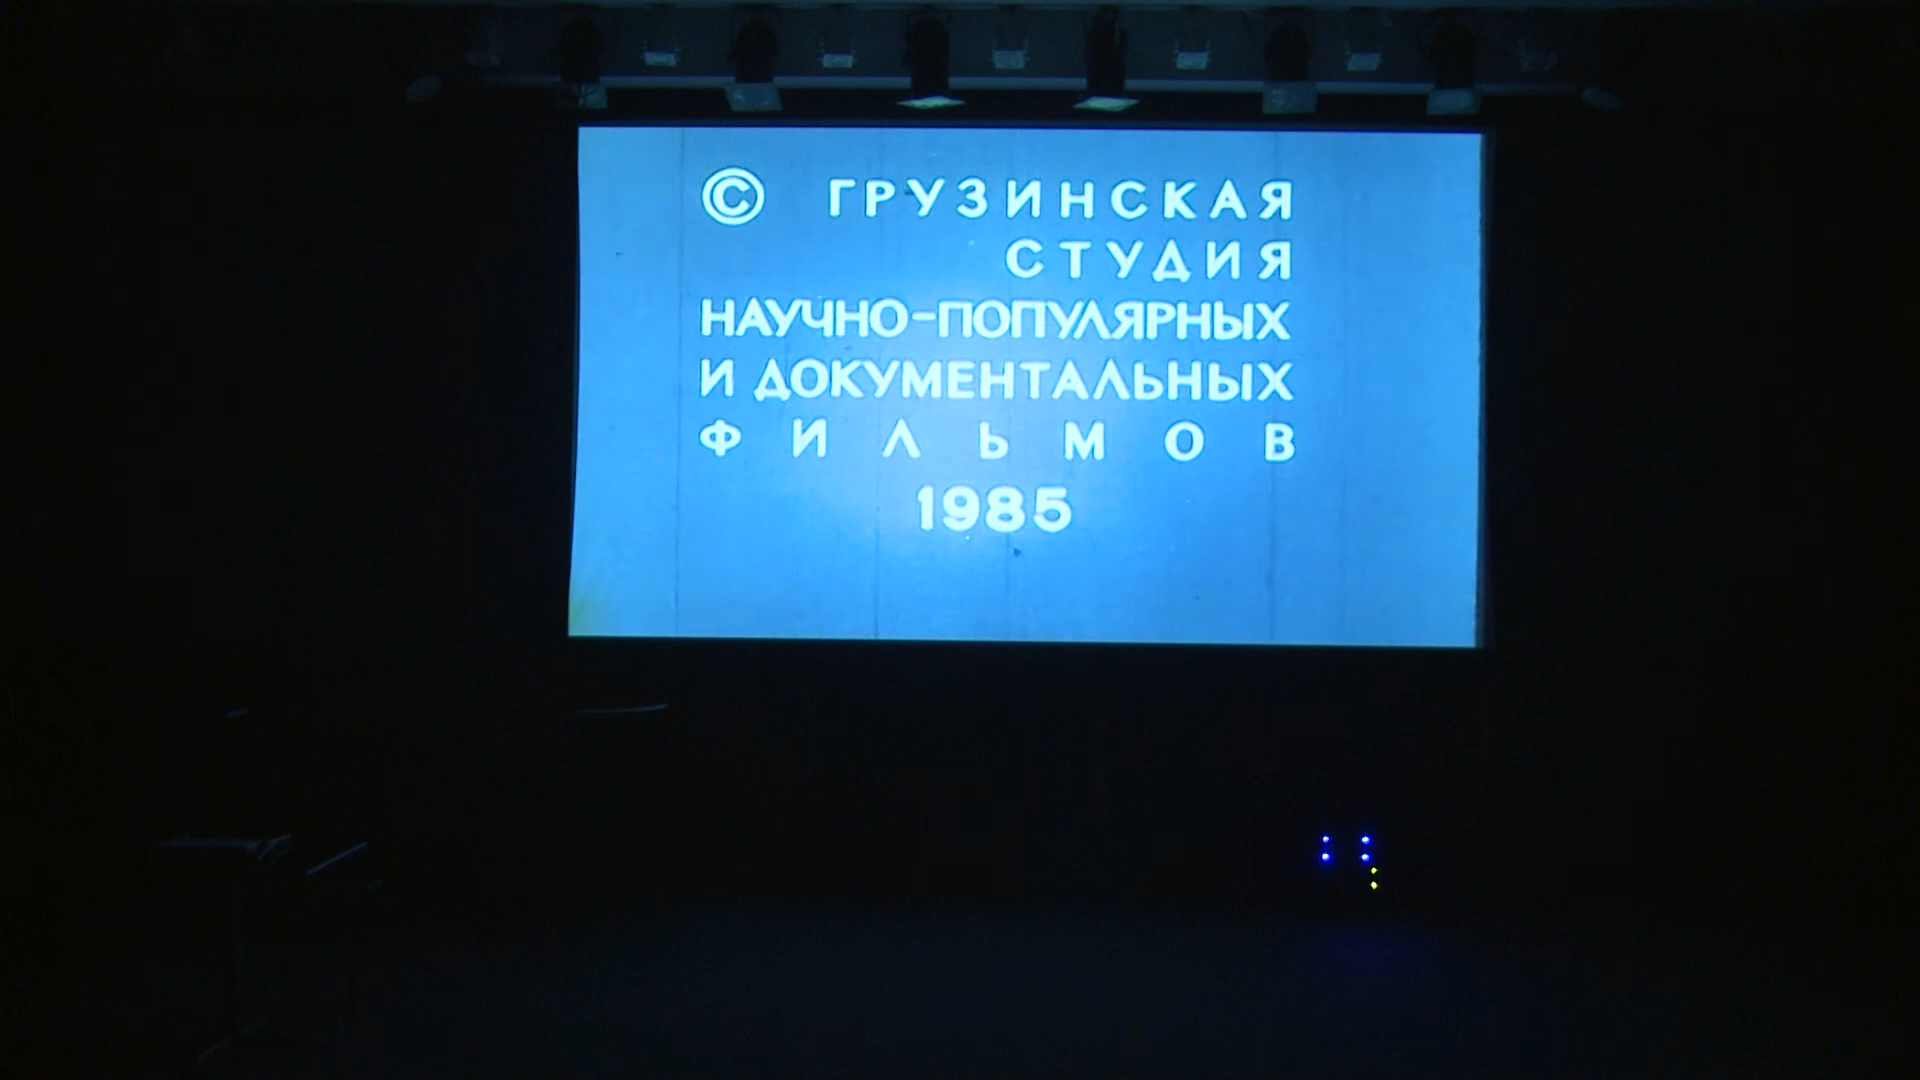 © ГРУЗИНСКАЯ
СТУДИЯ
НАУЧНО-ПОПУЛЯРНЫХ
И ДОКУМЕНТАЛЬНЫХ
ФИЛЬМОВ
1985